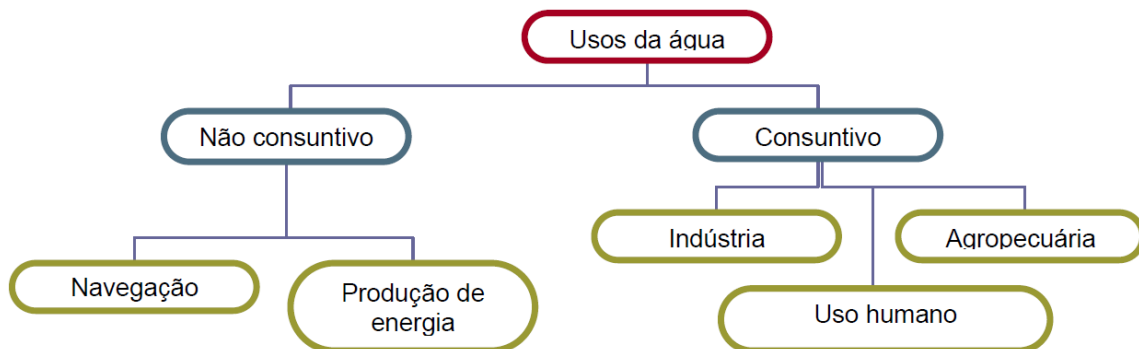 Usos da água
Não consuntivo
Consuntivo
Indústria
Agropecuária
Navegação
Produção de
energia
Uso humano